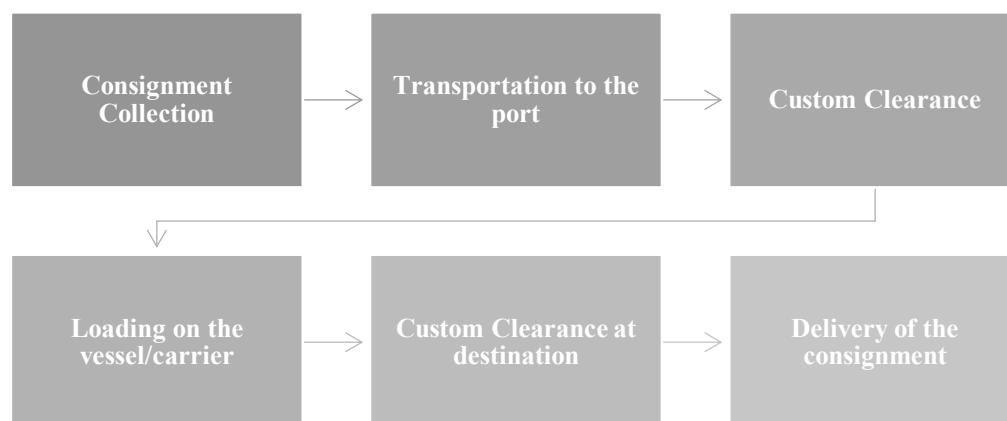 Consignment
Collection
Transportation to the
port
Custom Clearance
Loading on the
vessel/carrier
Custom Clearance at
destination
Delivery of the
consignment